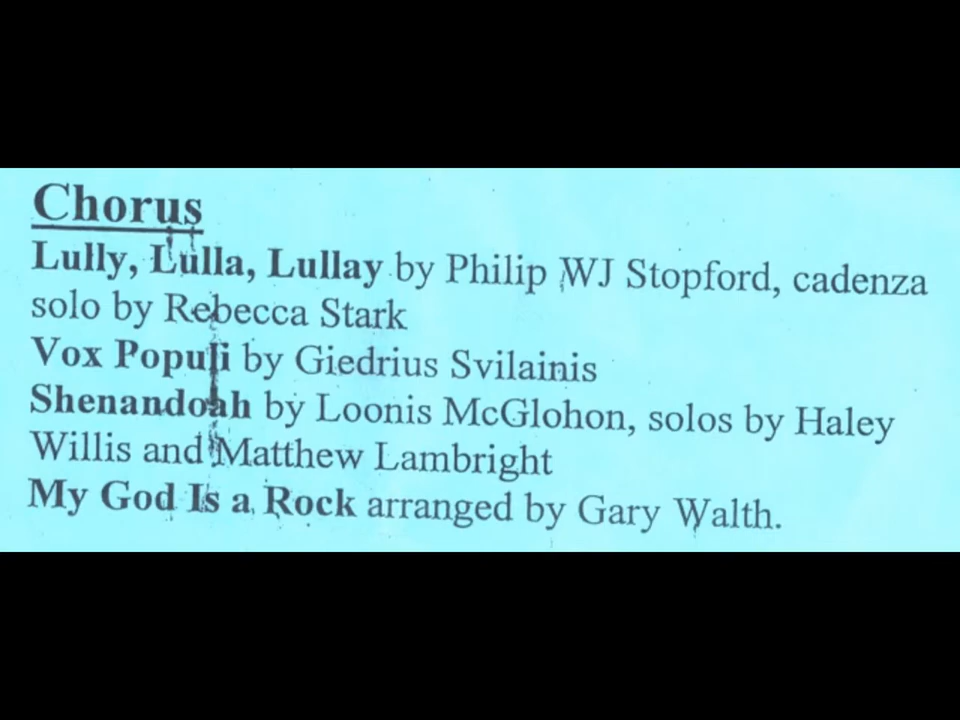 Chorus
Lully, Lulla, Lullay by Philip WJ Stopford, cadenza
solo by Rebecca Stark
Vox Populi by Giedrius Svilainis
Shenandoah by Loonis McGlohon, solos by Haley
Willis and Matthew Lambright
My God Is a Rock arranged by Gary Walth.